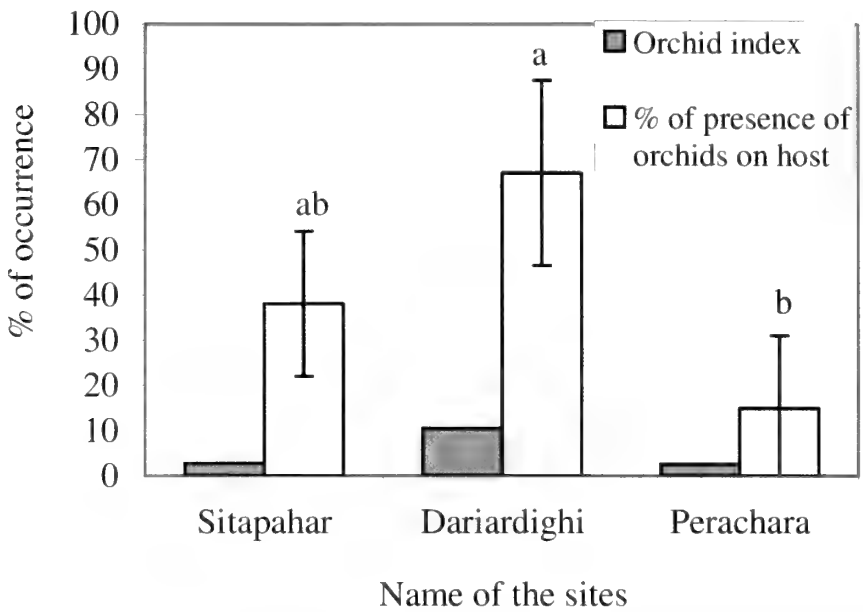 100
90
80
70
60
50
40
30
20
10
0
% of occurrence
Orchid index
% of presence of
orchids on host
ab
a
b
Sitapahar Dariardighi Perachara
Name of the sites